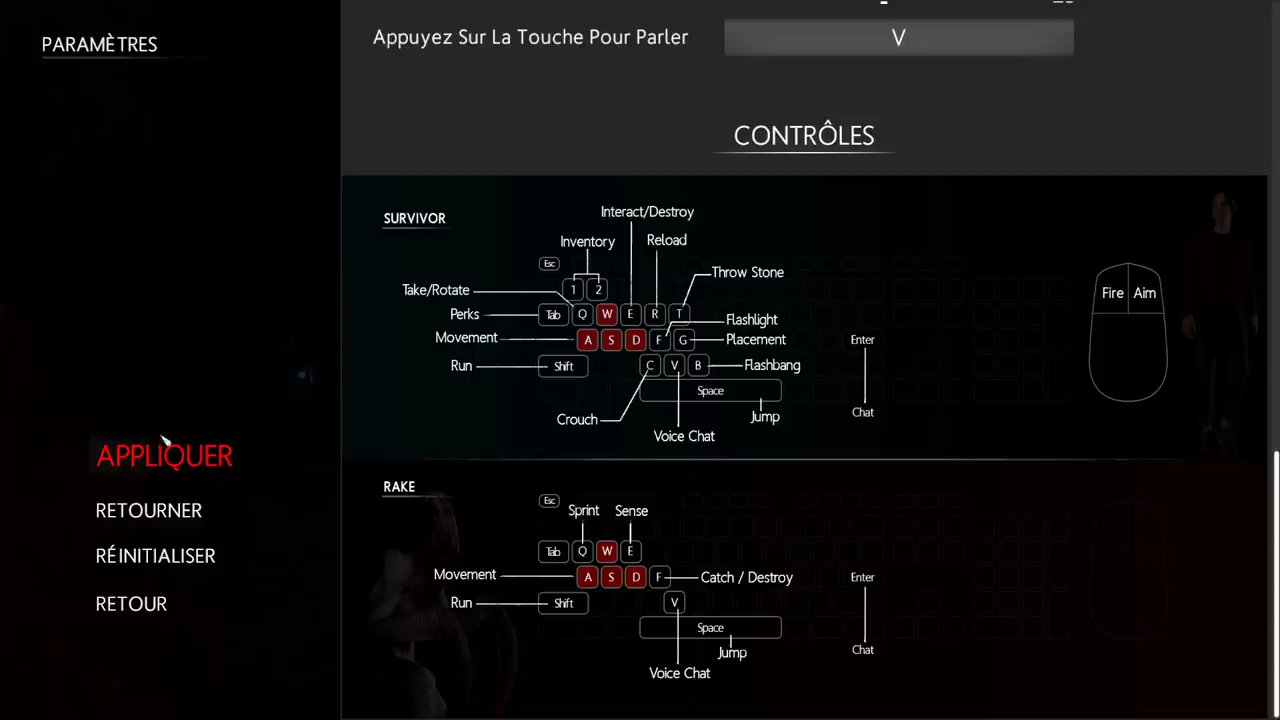 PARAMÈTRES
Appuyez Sur La Touche Pour Parler
V
CONTRÔLES
SURVIVOR
Interact/Destroy
Inventory
Reload
Esc
Throw Stone
Take/Rotate
1 2
Fire Aim
Perks
Tab Q W E R T
Flashlight
Movement
A S D F G
Placement
Enter
Run
Shift
C V B
Flashbang
Space
Crouch
Jump
Chat
Voice Chat
APPLIQUER
RETOURNER
RÉINITIALISER
RETOUR
RAKE
Esc
Sprint Sense
Tab Q W E
Movement
A S D F
Catch / Destroy
Enter
Run
Shift
V
Space
Jump
Chat
Voice Chat